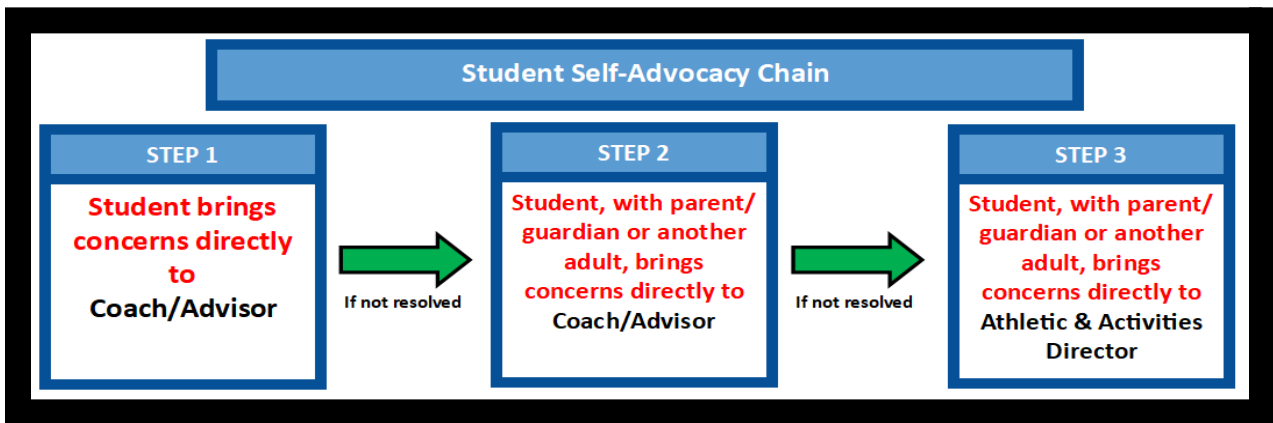 Student Self-Advocacy Chain
STEP 1
Student brings
concerns directly
to
Coach/Advisor
If not resolved
STEP 2
Student, with parent/
guardian or another
adult, brings
concerns directly to
Coach/Advisor
If not resolved
STEP 3
Student, with parent/
guardian or another
adult, brings
concerns directly to
Athletic & Activities
Director